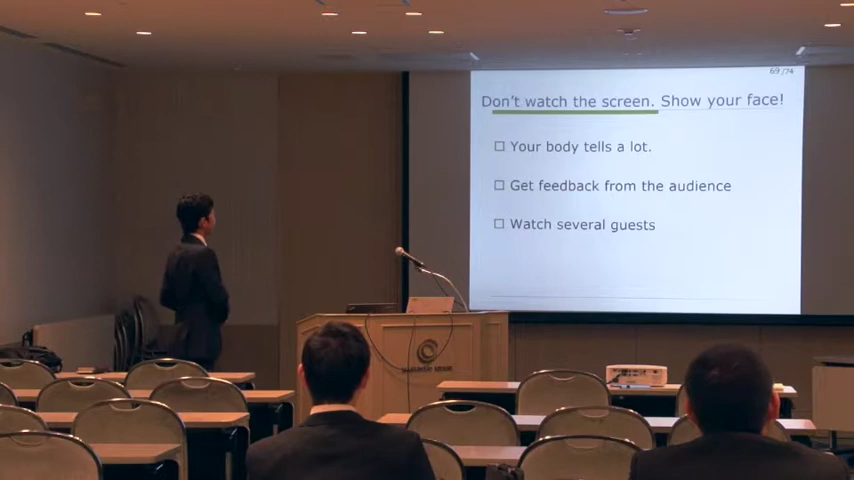 69/74
Don't watch the screen. Show your face!
Your body tells a lot.
Get feedback from the audience
Watch several guests